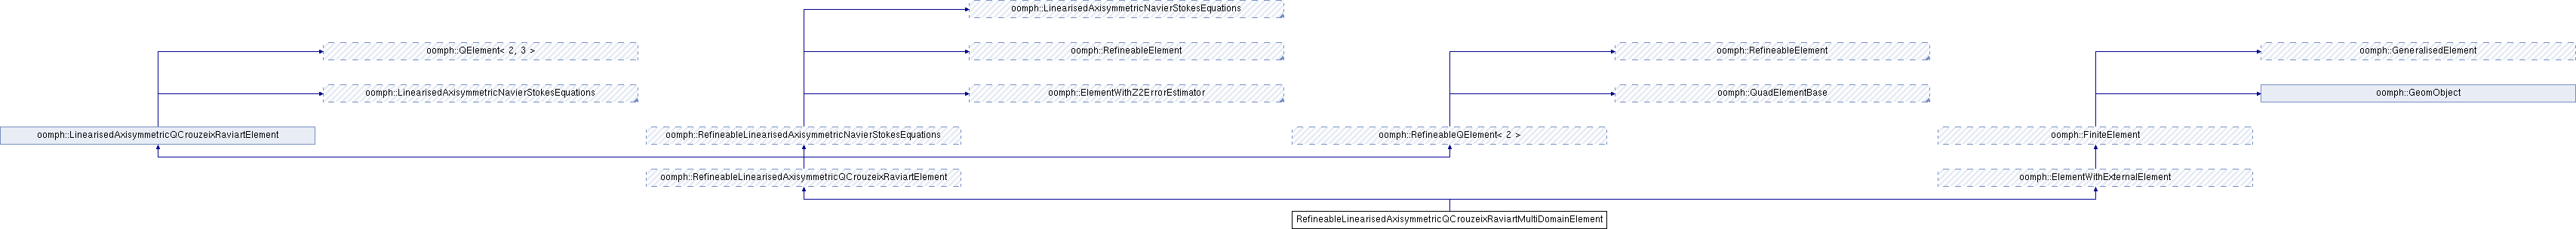 oomph::LinearisedAxisymmetricNavierStokesEquations
oomph::QElement< 2, 3 >
oomph::RefineableElement
oomph::RefineableElement
oomph::GeneralisedElement
oomph::LinearisedAxisymmetricNavierStokesEquations
oomph::ElementWithZ2ErrorEstimator
oomph::QuadElementBase
oomph::GeomObject
oomph::LinearisedAxisymmetricQCrouzeixRaviartElement
oomph::RefineableLinearisedAxisymmetricNavierStokesEquations
oomph::RefineableQElement< 2 >
oomph::FiniteElement
oomph::RefineableLinearisedAxisymmetricQCrouzeixRaviartElement
oomph::ElementWithExternalElement
RefineableLinearisedAxisymmetricQCrouzeixRaviartMultiDomainElement